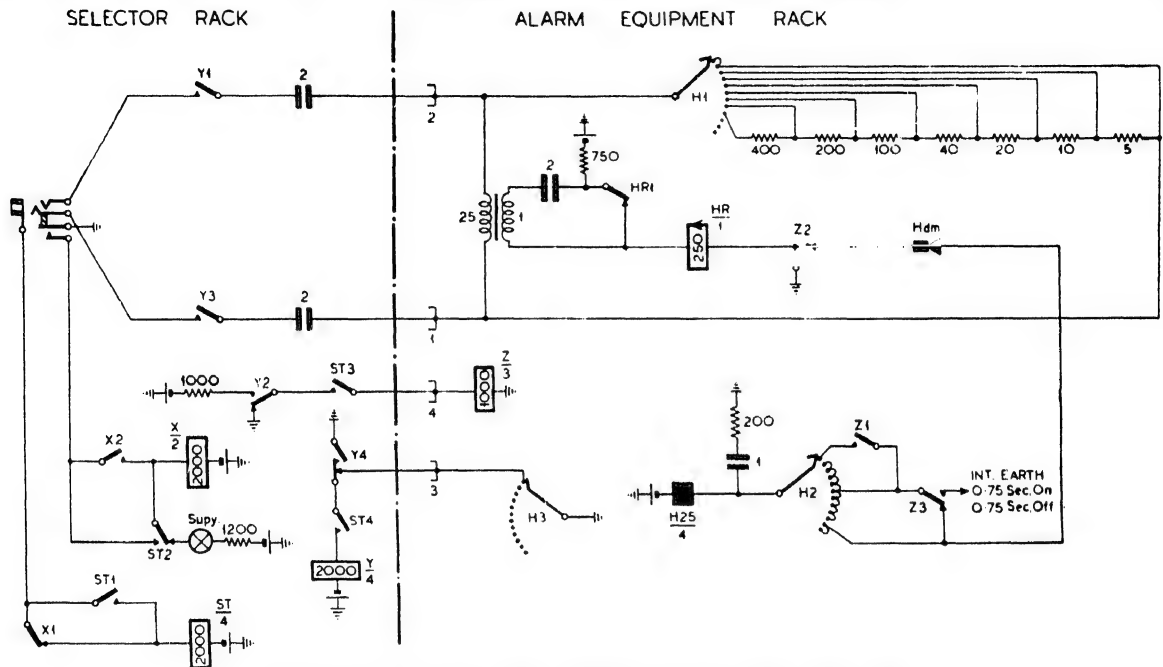 SELECTOR RACK
ALARM EQUIPMENT RACK
Y1
2
2
H1
400
200
100
40
20
10
5
750
2
HR1
25
1
HR
1
250
Z2
Hdm
Y3
2
1
1000
Y2
ST3
4
Z
3
1000
X2
X
2
2000
Y4
3
H3
200
1
Z1
H2
Z3
INT. EARTH
0·75 Sec. On
0·75 Sec. Off
H25
4
ST2
Supy.
1200
ST4
2000
Y
4
ST1
X1
ST
4
2000